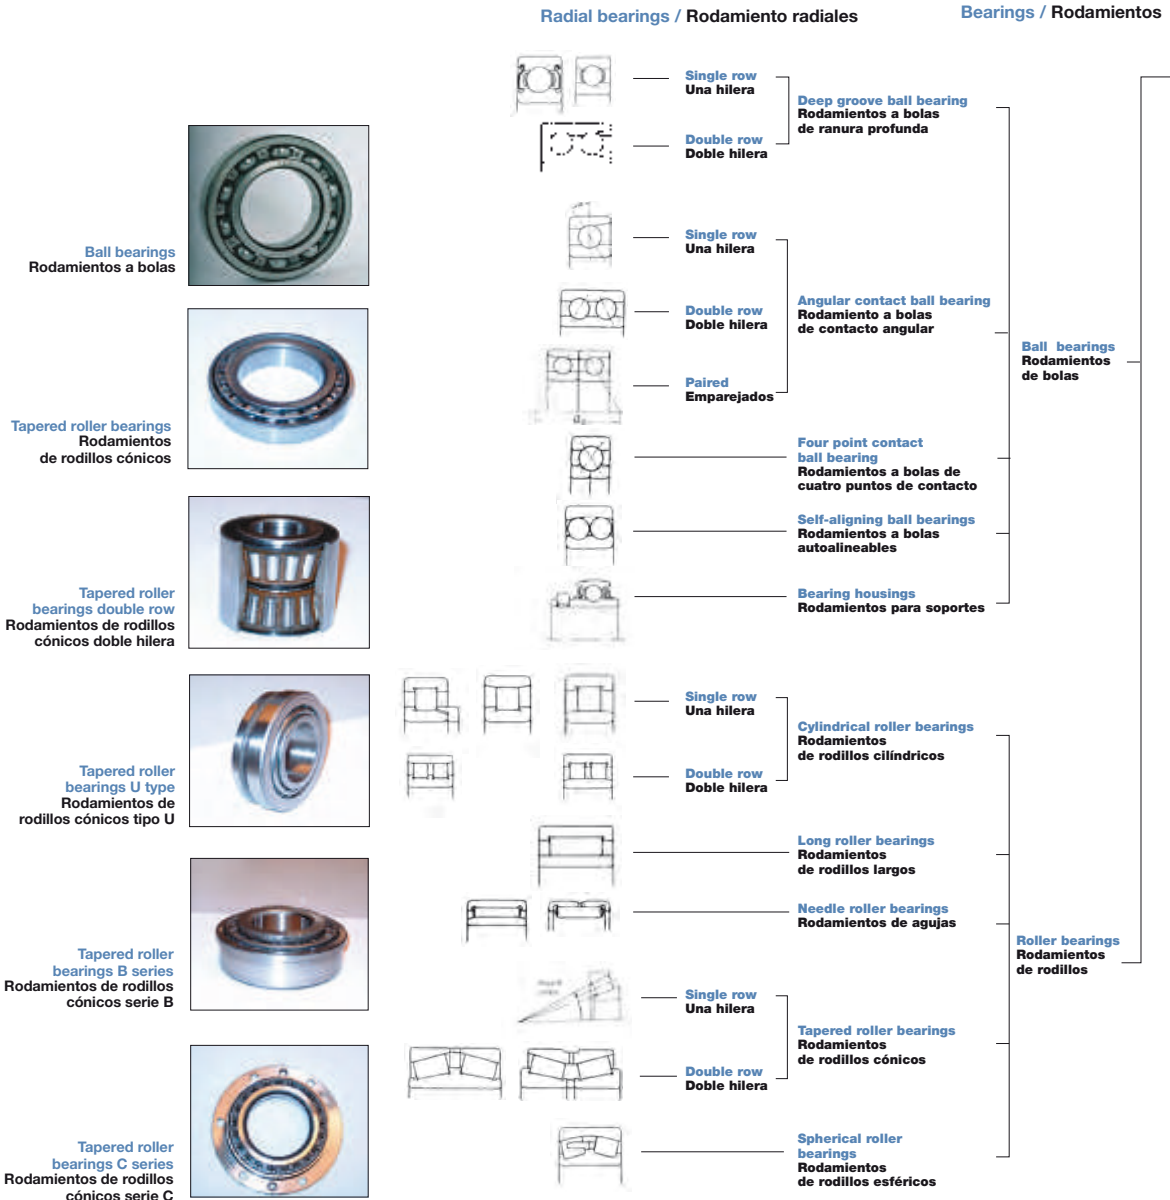 Radial bearings / Rodamiento radiales
Bearings / Rodamientos
Ball bearings
Rodamientos a bolas
Tapered roller bearings
Rodamientos
de rodillos cónicos
Tapered roller
bearings double row
Rodamientos de rodillos
cónicos doble hilera
Tapered roller
bearings U type
Rodamientos de
rodillos cónicos tipo U
Tapered roller
bearings B series
Rodamientos de rodillos
cónicos serie B
Tapered roller
bearings C series
Rodamientos de rodillos
cónicos serie C
Single row
Una hilera
Double row
Doble hilera
Deep groove ball bearing
Rodamientos a bolas
de ranura profunda
Single row
Una hilera
Double row
Doble hilera
Paired
Emparejados
Angular contact ball bearing
Rodamiento a bolas
de contacto angular
Four point contact
ball bearing
Rodamientos a bolas de
cuatro puntos de contacto
Self-aligning ball bearings
Rodamientos a bolas
autoalineables
Bearing housings
Rodamientos para soportes
Ball bearings
Rodamientos
de bolas
Single row
Una hilera
Double row
Doble hilera
Cylindrical roller bearings
Rodamientos
de rodillos cilíndricos
Long roller bearings
Rodamientos
de rodillos largos
Needle roller bearings
Rodamientos de agujas
Single row
Una hilera
Double row
Doble hilera
Tapered roller bearings
Rodamientos
de rodillos cónicos
Spherical roller
bearings
Rodamientos
de rodillos esféricos
Roller bearings
Rodamientos
de rodillos